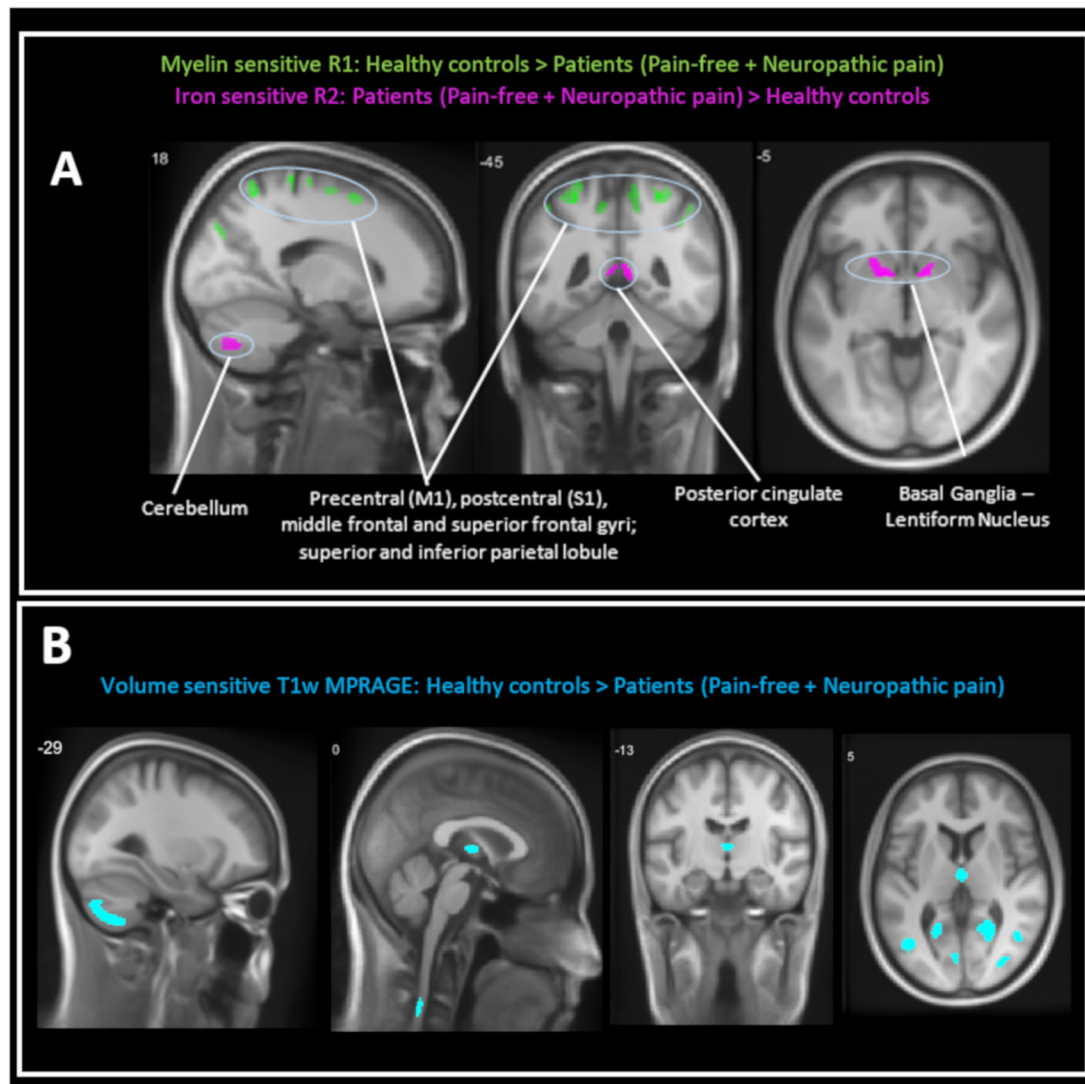 Myelin sensitive R1: Healthy controls > Patients (Pain-free + Neuropathic pain)
Iron sensitive R2: Patients (Pain-free + Neuropathic pain) > Healthy controls
A
18
-45
-5
Cerebellum
Precentral (M1), postcentral (S1),
middle frontal and superior frontal gyri;
superior and inferior parietal lobule
Posterior cingulate
cortex
Basal Ganglia –
Lentiform Nucleus
B
Volume sensitive T1w MPRAGE: Healthy controls > Patients (Pain-free + Neuropathic pain)
-29
0
-13
5